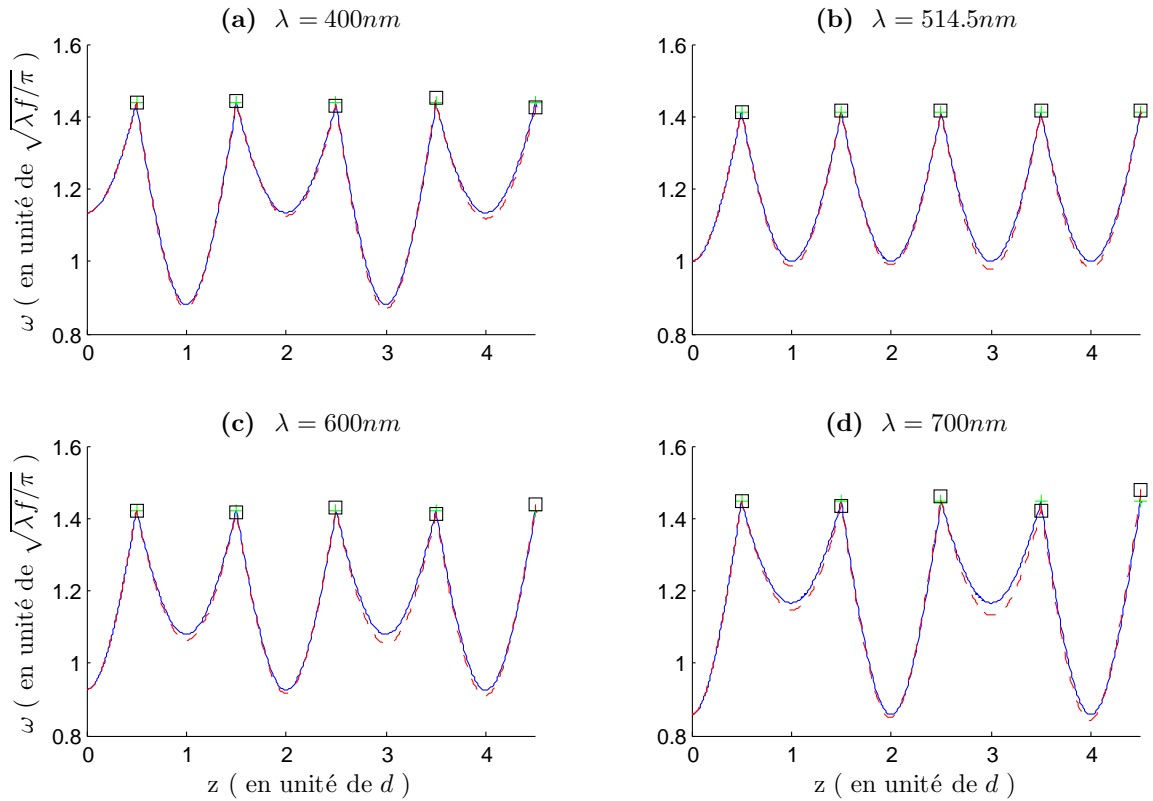 (a) λ = 400nm
(b) λ = 514.5nm
ω ( en unité de √λf/π)
1.6
1.4
1.2
1
0.8
0 1 2 3 4
1.6
1.4
1.2
1
0.8
0 1 2 3 4
(c) λ = 600nm
(d) λ = 700nm
ω ( en unité de √λf/π)
1.6
1.4
1.2
1
0.8
0 1 2 3 4
z ( en unité de d )
1.6
1.4
1.2
1
0.8
0 1 2 3 4
z ( en unité de d )